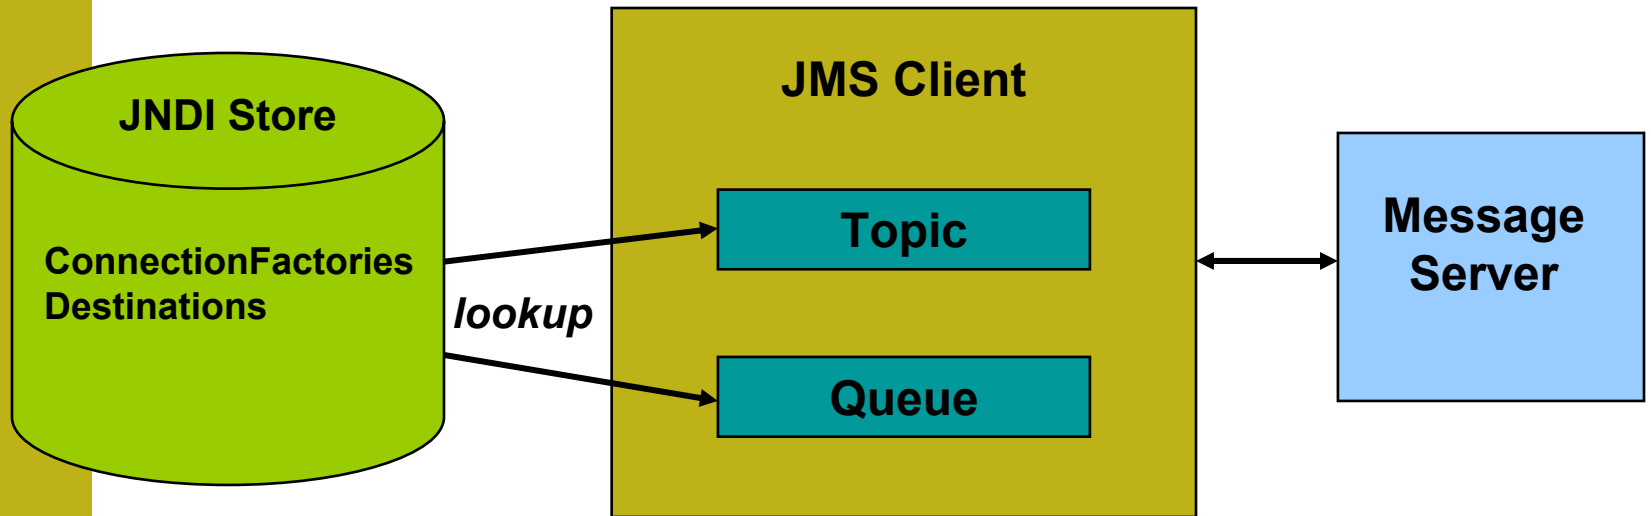 JNDI Store
ConnectionFactories
Destinations
lookup
JMS Client
Topic
Queue
Message
Server